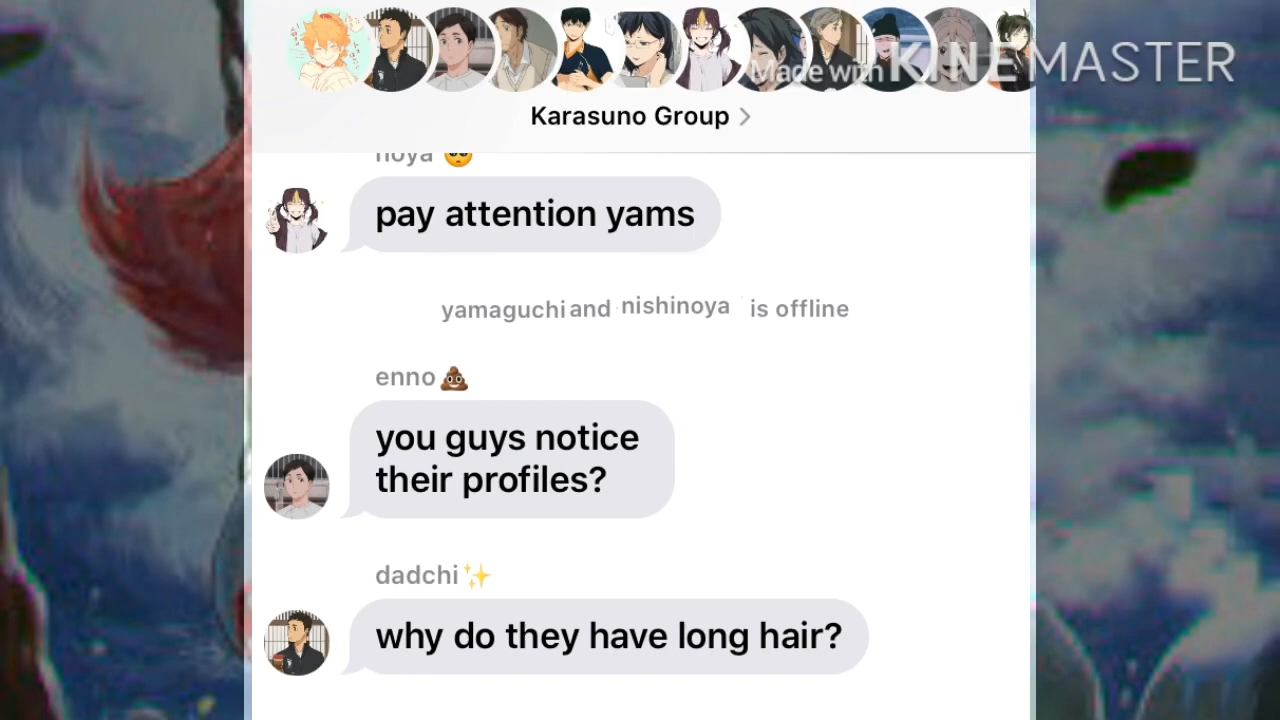 Made with KINEMASTER
Karasuno Group
noya 🥺
pay attention yams
yamaguchi and nishinoya is offline
enno💩
you guys notice
their profiles?
dadchi✨
why do they have long hair?